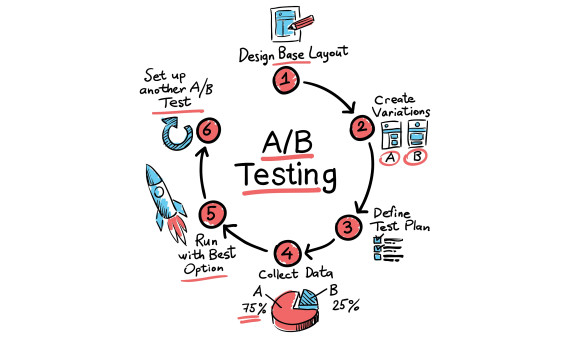 Design Base Layout
1
Create
Variations
2
A B
Define
Test Plan
3
4
Collect Data
A B
75% 25%
5
Run
with Best
Option
6
Set up
another A/B
Test
A/B
Testing